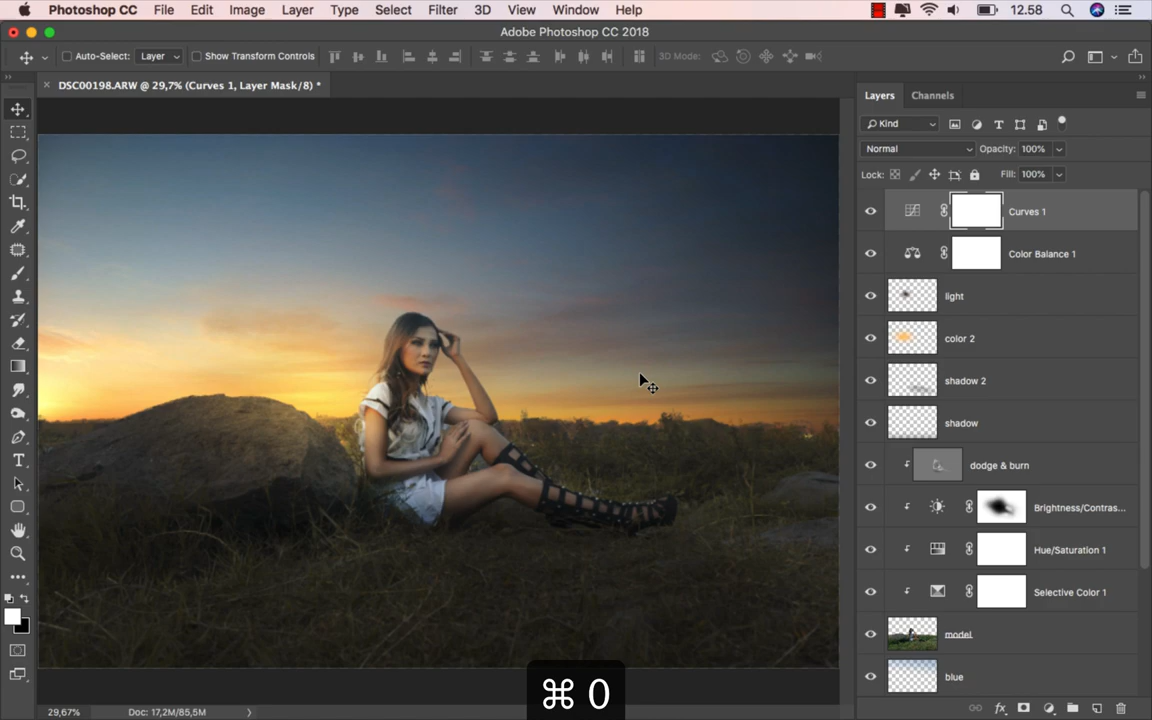 Photoshop CC File Edit Image Layer Type Select Filter 3D View Window Help 12.58
Adobe Photoshop CC 2018
Auto-Select: Layer Show Transform Controls 3D Mode:
× DSC00198.ARW @ 29,7% (Curves 1, Layer Mask/8) *
Layers Channels
Kind
Normal Opacity: 100%
Lock: Fill: 100%
Curves 1
Color Balance 1
light
color 2
shadow 2
shadow
dodge & burn
Brightness/Contras...
Hue/Saturation 1
Selective Color 1
model
blue
⌘ 0
29,67% Doc: 17,2M/85,5M